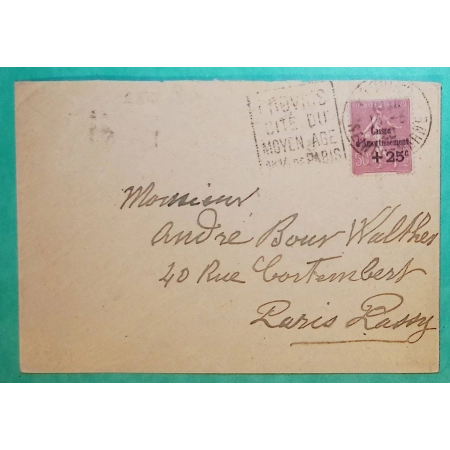 PROVINS
CITÉ DU
MOYEN AGE
DE PARIS
Caisse
d'Amortissement
+25c
50
Monsieur
André Bour Walther
40 Rue Cortembert
Paris Passy